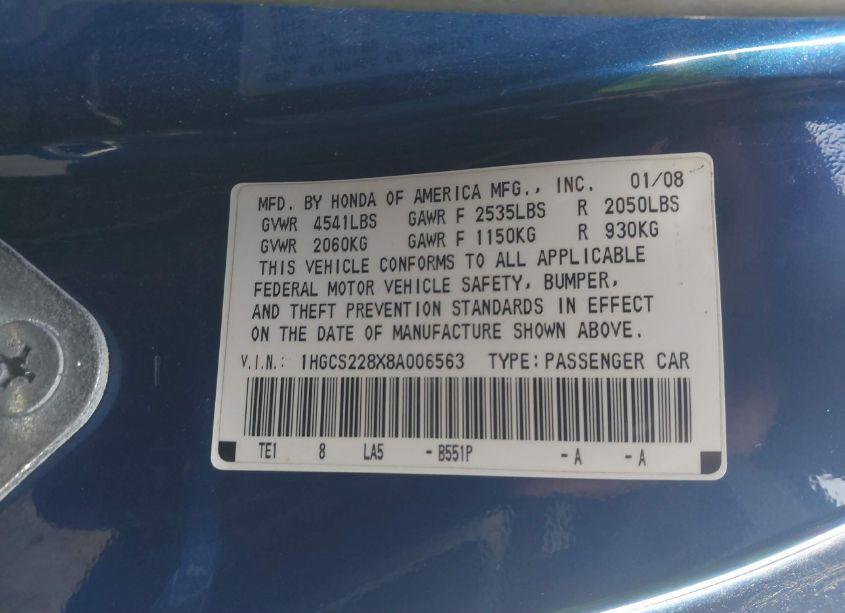 MFD. BY HONDA OF AMERICA MFG., INC. 01/08
GVWR 4541LBS GAWR F 2535LBS R 2050LBS
GVWR 2060KG GAWR F 1150KG R 930KG
THIS VEHICLE CONFORMS TO ALL APPLICABLE
FEDERAL MOTOR VEHICLE SAFETY, BUMPER,
AND THEFT PREVENTION STANDARDS IN EFFECT
ON THE DATE OF MANUFACTURE SHOWN ABOVE.
V.I.N.: 1HGCS228X8A006563 TYPE: PASSENGER CAR
TE1 8 LA5 - B551P - A - A